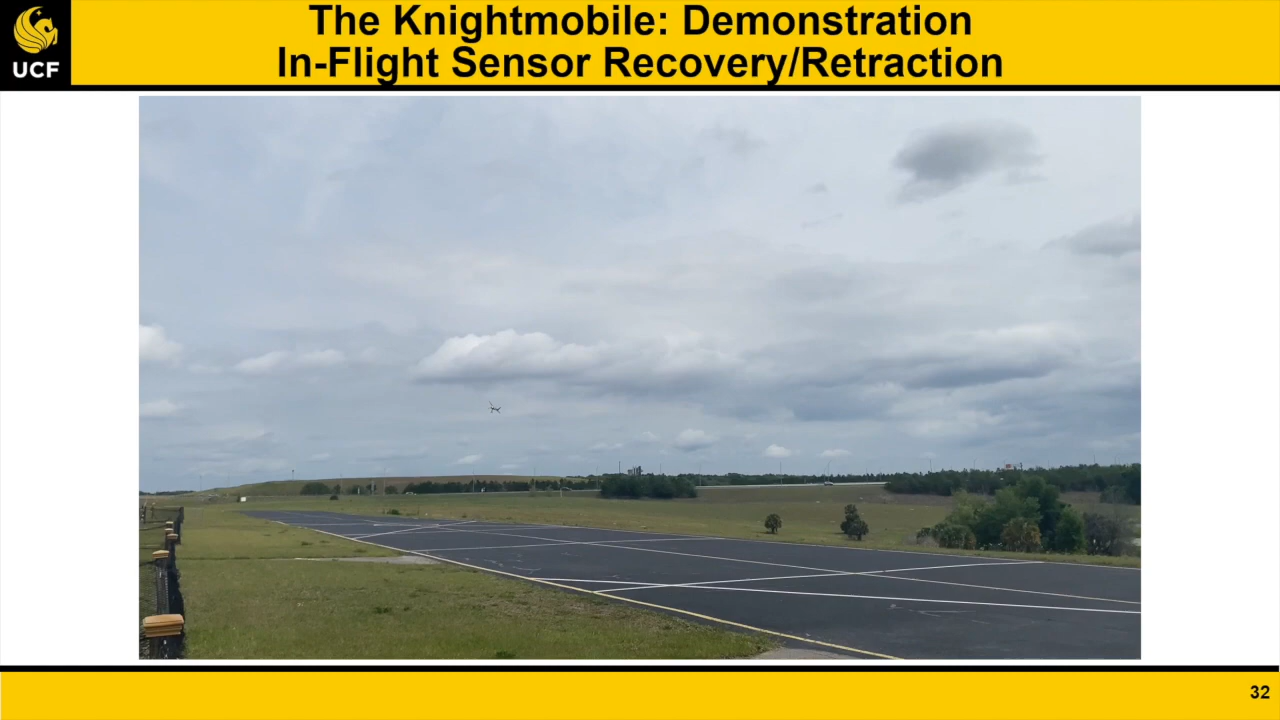 The Knightmobile: Demonstration
In-Flight Sensor Recovery/Retraction
UCF
32